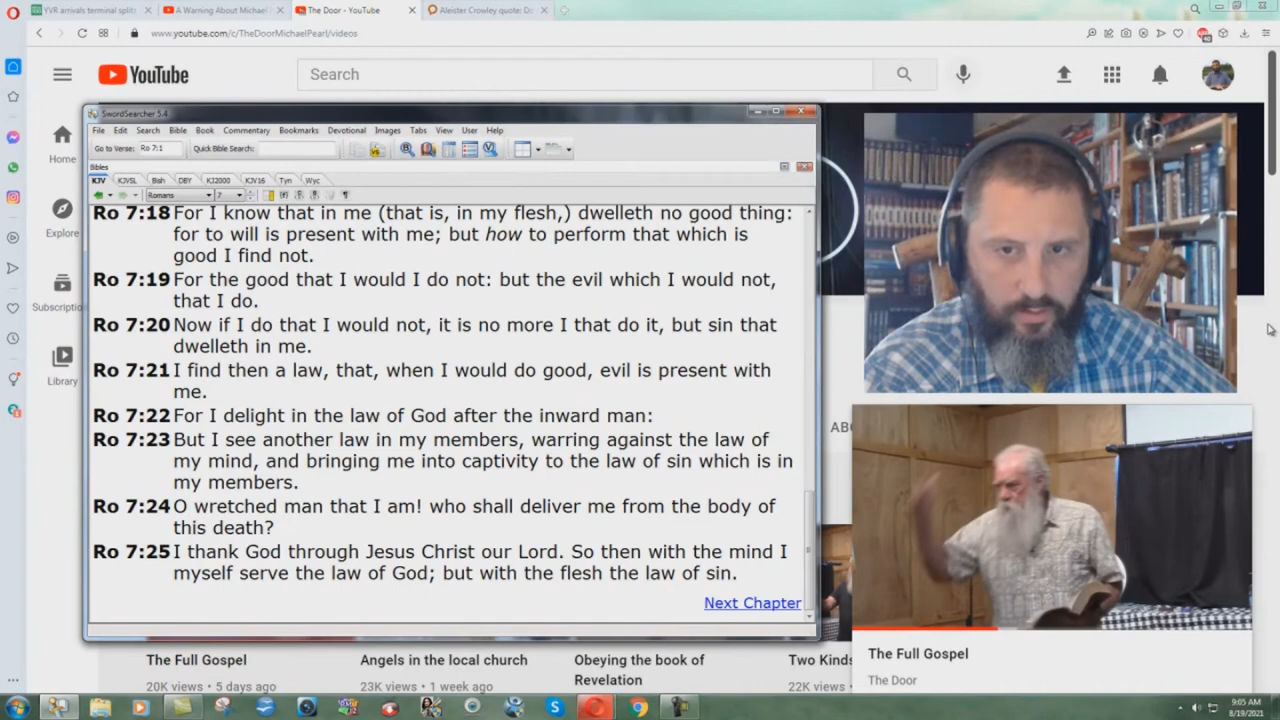 YVR arrivals terminal splits
A Warning About Michael
The Door - YouTube
Aleister Crowley quote: Do
www.youtube.com/c/TheDoorMichaelPearl/videos
YouTube
Search
Home
Explore
Subscriptio
Library
SwordSearcher 5.4
File Edit Search Bible Book Commentary Bookmarks Devotional Images Tabs View User Help
Go to Verse: Ro 7:1 Quick Bible Search:
Bibles
KJV KJVSL Bish DBY KJ2000 KJV16 Tyn Wyc
Romans 7
Ro 7:18 For I know that in me (that is, in my flesh,) dwelleth no good thing:
for to will is present with me; but how to perform that which is
good I find not.
Ro 7:19 For the good that I would I do not: but the evil which I would not,
that I do.
Ro 7:20 Now if I do that I would not, it is no more I that do it, but sin that
dwelleth in me.
Ro 7:21 I find then a law, that, when I would do good, evil is present with
me.
Ro 7:22 For I delight in the law of God after the inward man:
Ro 7:23 But I see another law in my members, warring against the law of
my mind, and bringing me into captivity to the law of sin which is in
my members.
Ro 7:24 O wretched man that I am! who shall deliver me from the body of
this death?
Ro 7:25 I thank God through Jesus Christ our Lord. So then with the mind I
myself serve the law of God; but with the flesh the law of sin.
Next Chapter
ABO
The Full Gospel
20K views • 5 days ago
Angels in the local church
23K views • 1 week ago
Obeying the book of
Revelation
Two Kinds
22K views
The Full Gospel
The Door
9:05 AM
8/19/2021